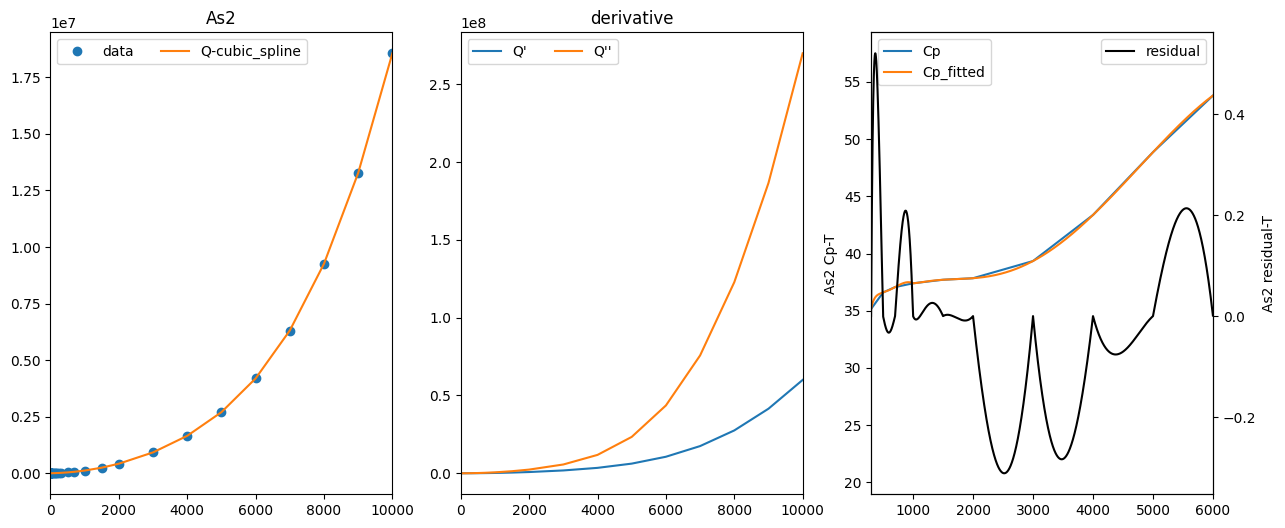 As2
1e7
data
Q-cubic_spline
1.75
1.50
1.25
1.00
0.75
0.50
0.25
0.00
0 2000 4000 6000 8000 10000
derivative
1e8
Q'
Q''
2.5
2.0
1.5
1.0
0.5
0.0
0 2000 4000 6000 8000 10000
Cp
Cp_fitted
residual
As2 Cp-T
55
50
45
40
35
30
25
20
1000 2000 3000 4000 5000 6000
0.4
0.2
0.0
−0.2
As2 residual-T